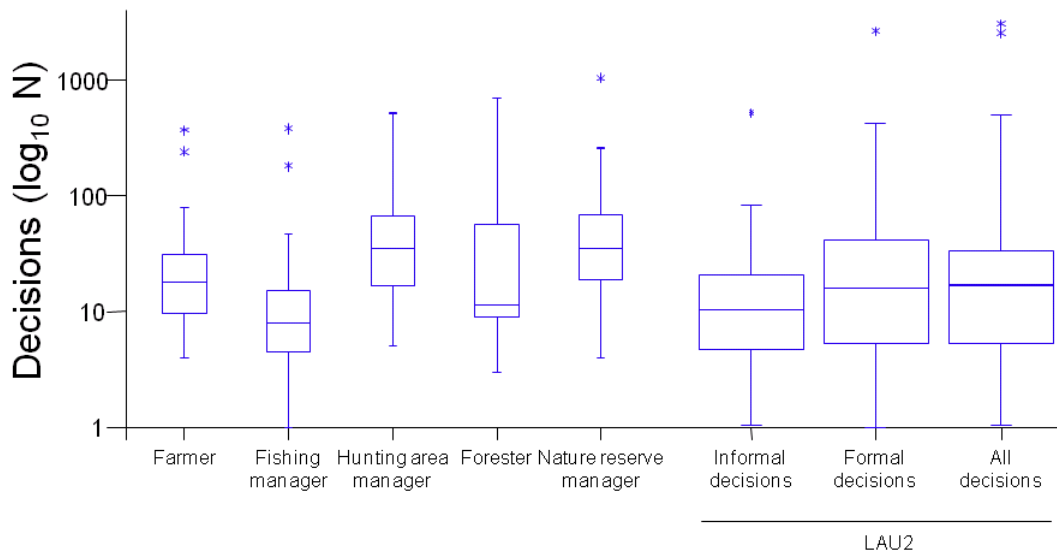 Decisions (log10 N)
1000
100
10
1
Farmer
Fishing
manager
Hunting area
manager
Forester
Nature reserve
manager
Informal
decisions
Formal
decisions
All
decisions
LAU2